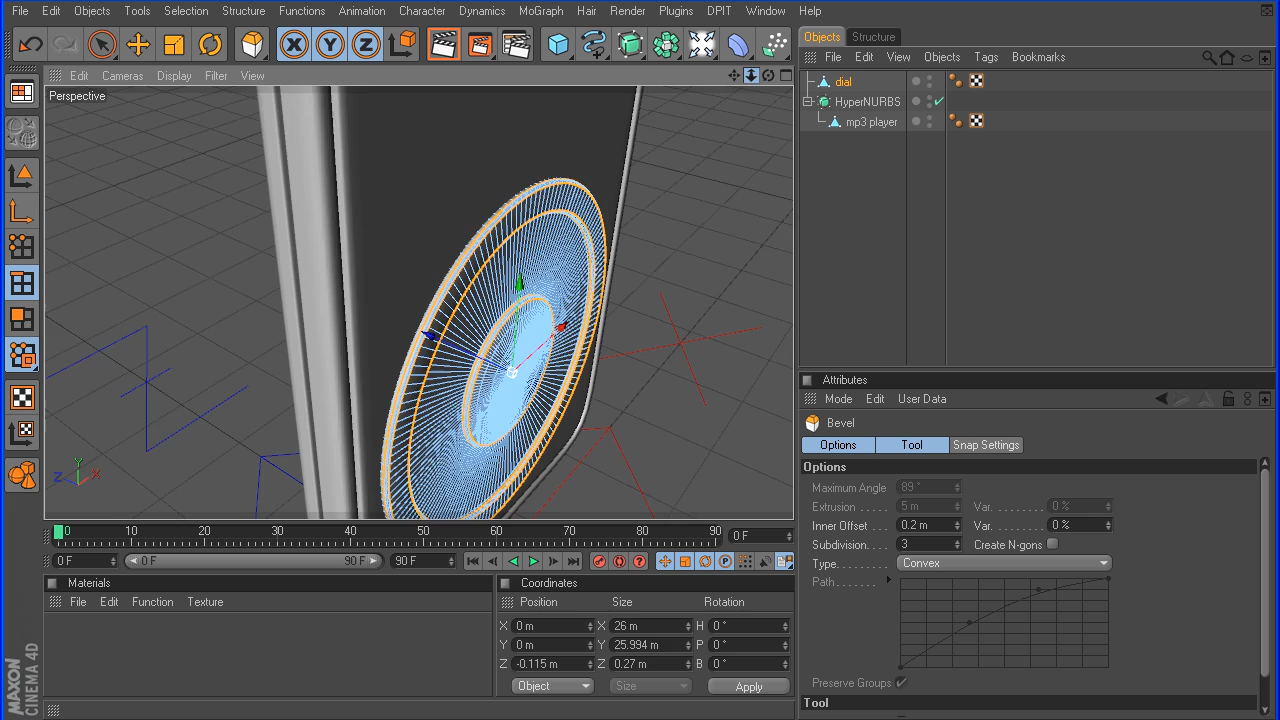 File Edit Objects Tools Selection Structure Functions Animation Character Dynamics MoGraph Hair Render Plugins DPIT Window Help
Objects Structure
File Edit View Objects Tags Bookmarks
Edit Cameras Display Filter View
Perspective
dial
HyperNURBS
mp3 player
X Y Z
Y
Z X
Attributes
Mode Edit User Data
Bevel
Options Tool Snap Settings
Options
Maximum Angle 89 °
Extrusion . . . . . 5 m Var. . . . . . . . . 0 %
Inner Offset . . . 0.2 m Var. . . . . . . . . 0 %
Subdivision. . . . 3 Create N-gons
Type. . . . . . . . . Convex
Path . . . . . . .
Preserve Groups
Tool
0 10 20 30 40 50 60 70 80 90 0 F
0 F 0 F 90 F 90 F
Materials
File Edit Function Texture
Coordinates
Position Size Rotation
X 0 m X 26 m H 0 °
Y 0 m Y 25.994 m P 0 °
Z -0.115 m Z 0.27 m B 0 °
Object Size Apply
MAXON
CINEMA 4D